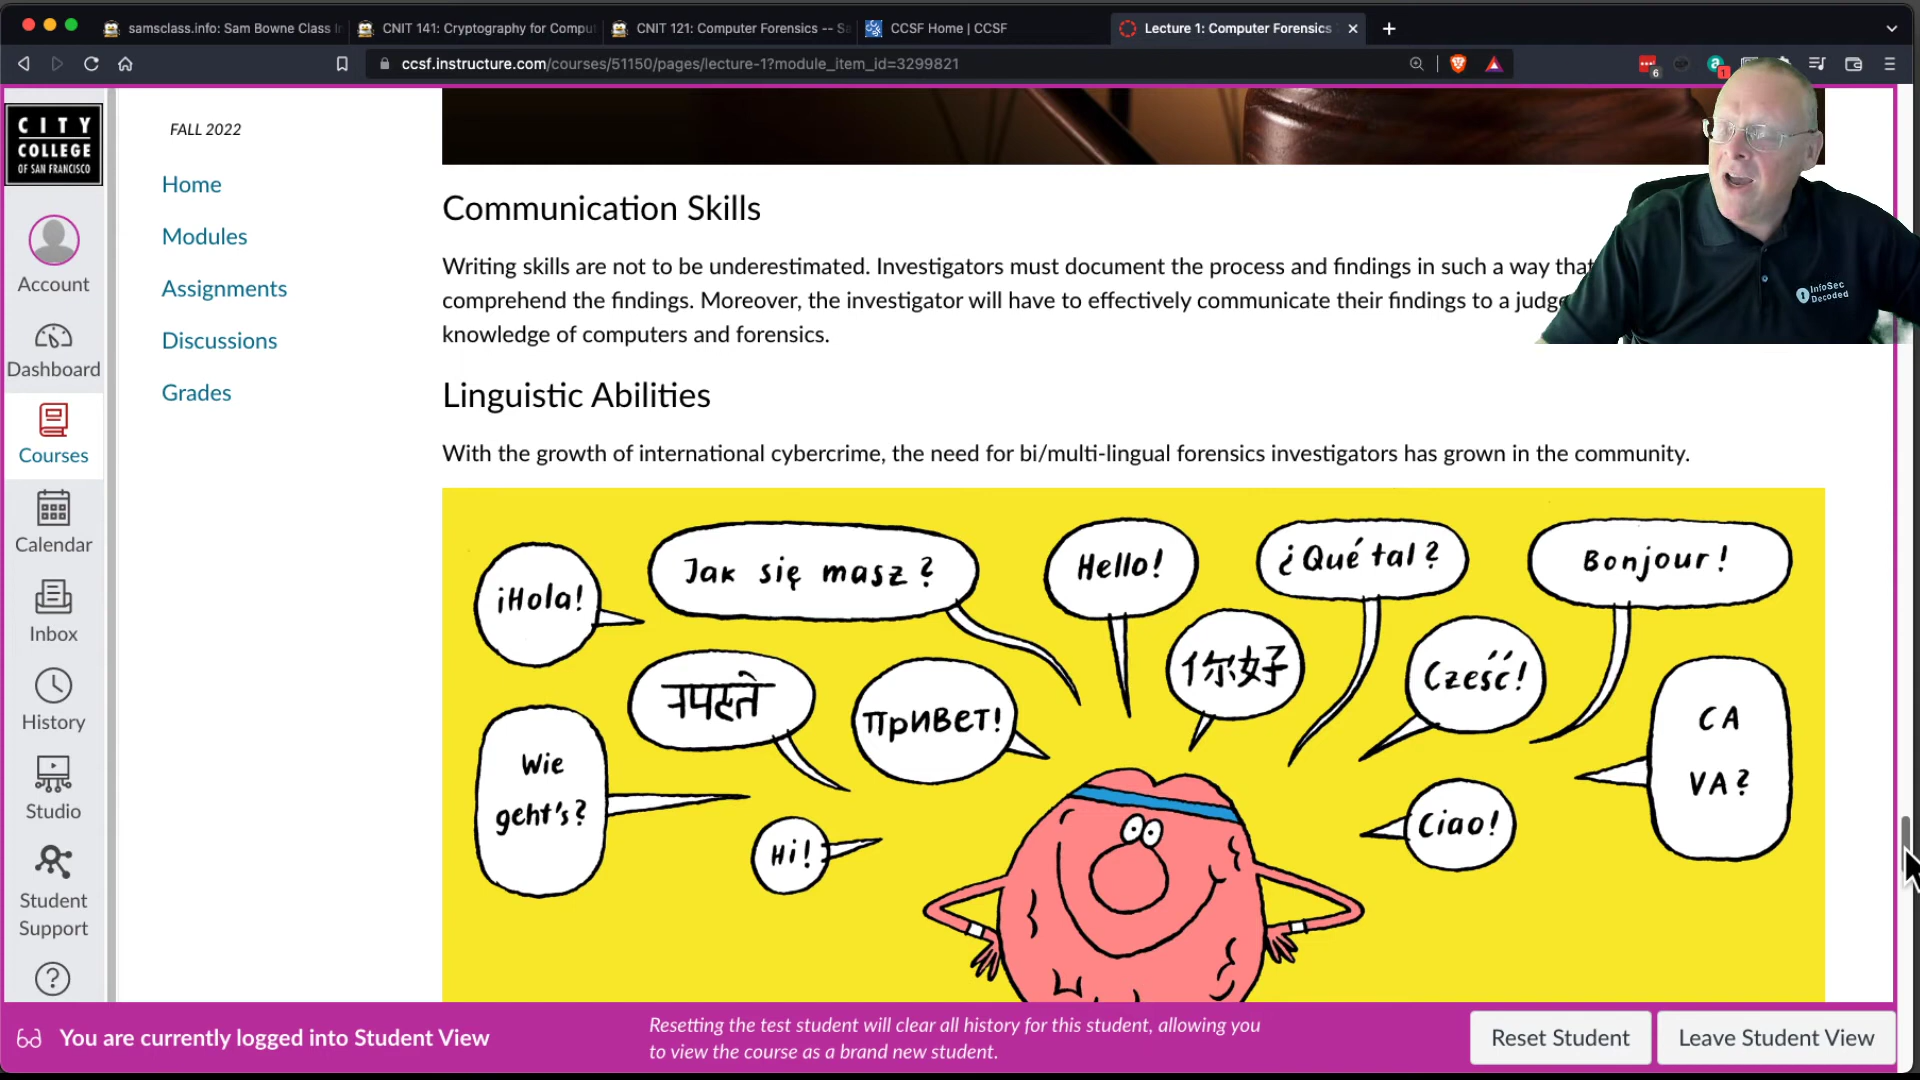 samsclass.info: Sam Bowne Class I
CNIT 141: Cryptography for Compu
CNIT 121: Computer Forensics -- Sa
CCSF Home | CCSF
Lecture 1: Computer Forensics
ccsf.instructure.com/courses/51150/pages/lecture-1?module_item_id=3299821
6
1
CITY
COLLEGE
OF SAN FRANCISCO
Account
Dashboard
Courses
Calendar
Inbox
History
Studio
Student
Support
FALL 2022
Home
Modules
Assignments
Discussions
Grades
InfoSec
Decoded
Communication Skills
Writing skills are not to be underestimated. Investigators must document the process and findings in such a way that
comprehend the findings. Moreover, the investigator will have to effectively communicate their findings to a judge
knowledge of computers and forensics.
Linguistic Abilities
With the growth of international cybercrime, the need for bi/multi-lingual forensics investigators has grown in the community.
¡Hola!
Jak się masz?
Hello!
¿Qué tal?
Bonjour!
नमस्ते
Привет!
你好
Cześć!
CA
VA?
Wie
geht's?
Hi!
Ciao!
You are currently logged into Student View
Resetting the test student will clear all history for this student, allowing you
to view the course as a brand new student.
Reset Student
Leave Student View